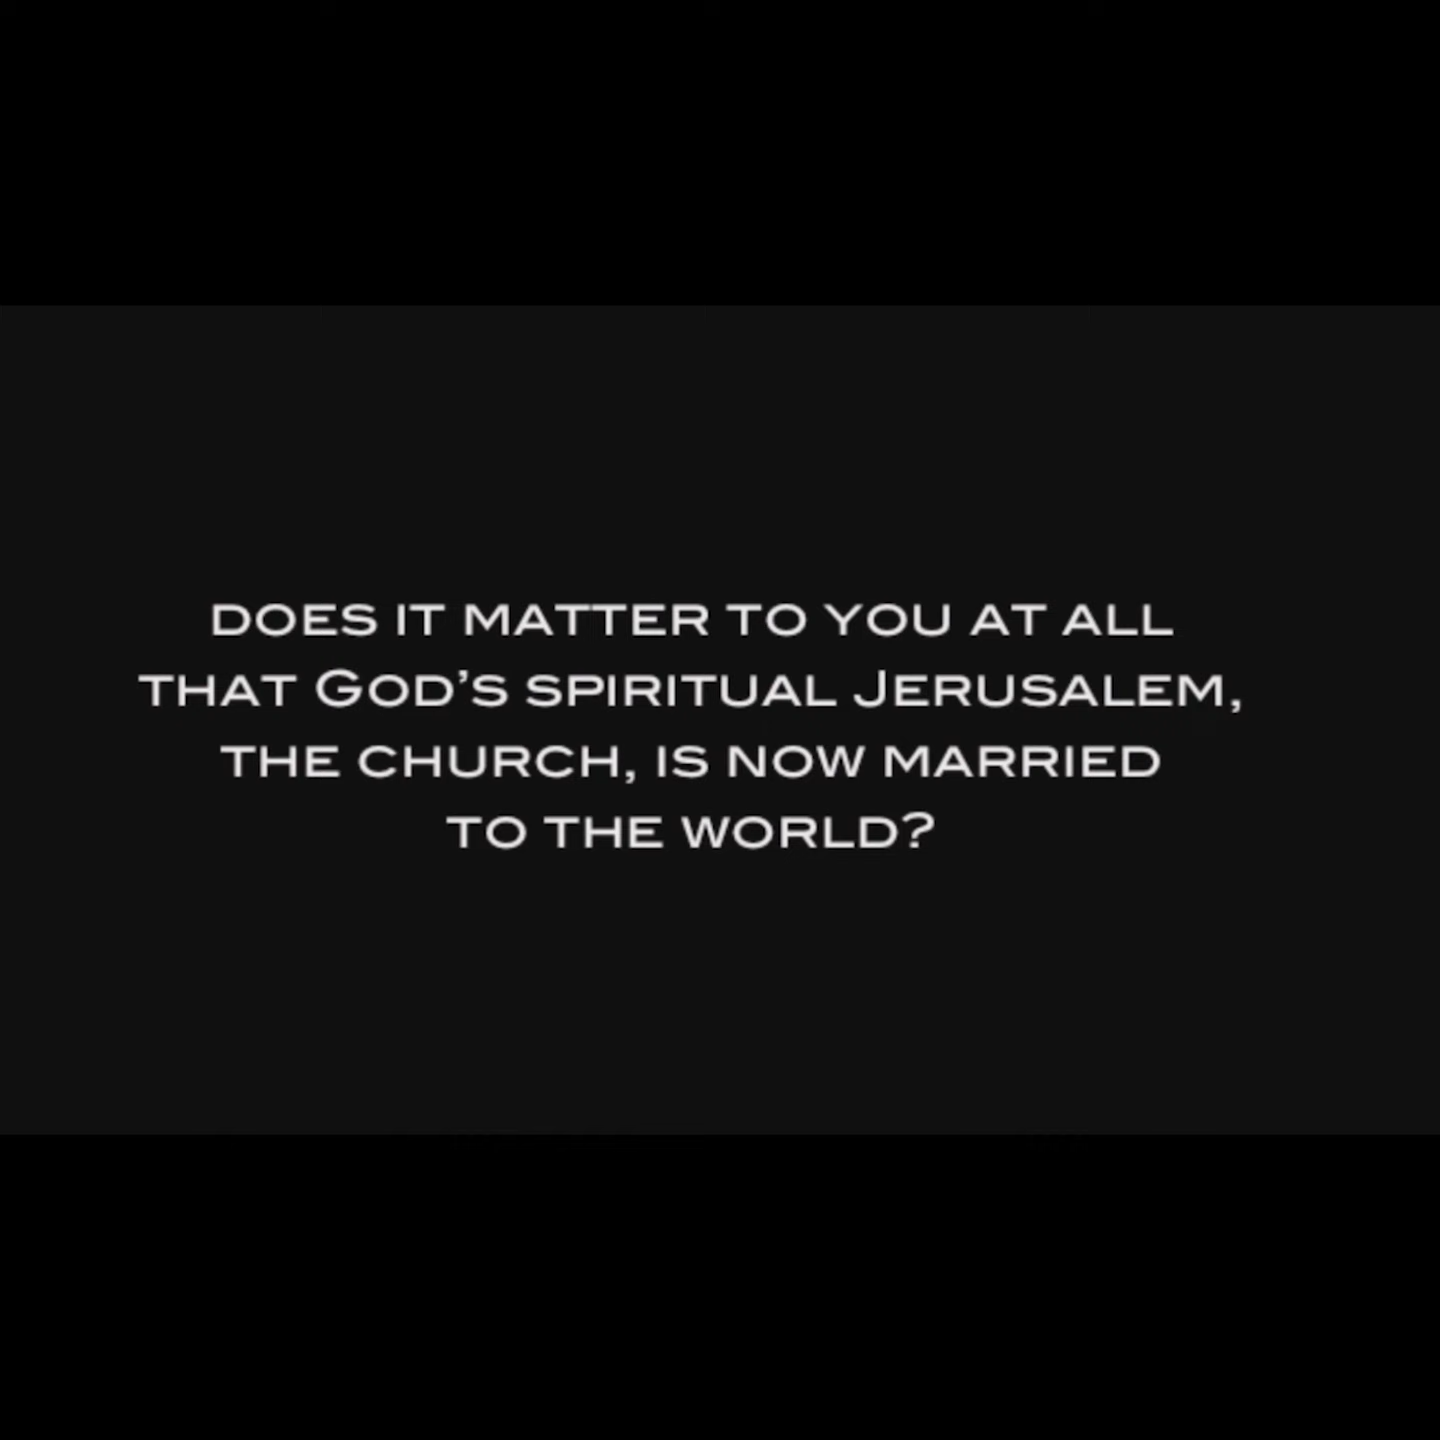 DOES IT MATTER TO YOU AT ALL
THAT GOD'S SPIRITUAL JERUSALEM,
THE CHURCH, IS NOW MARRIED
TO THE WORLD?